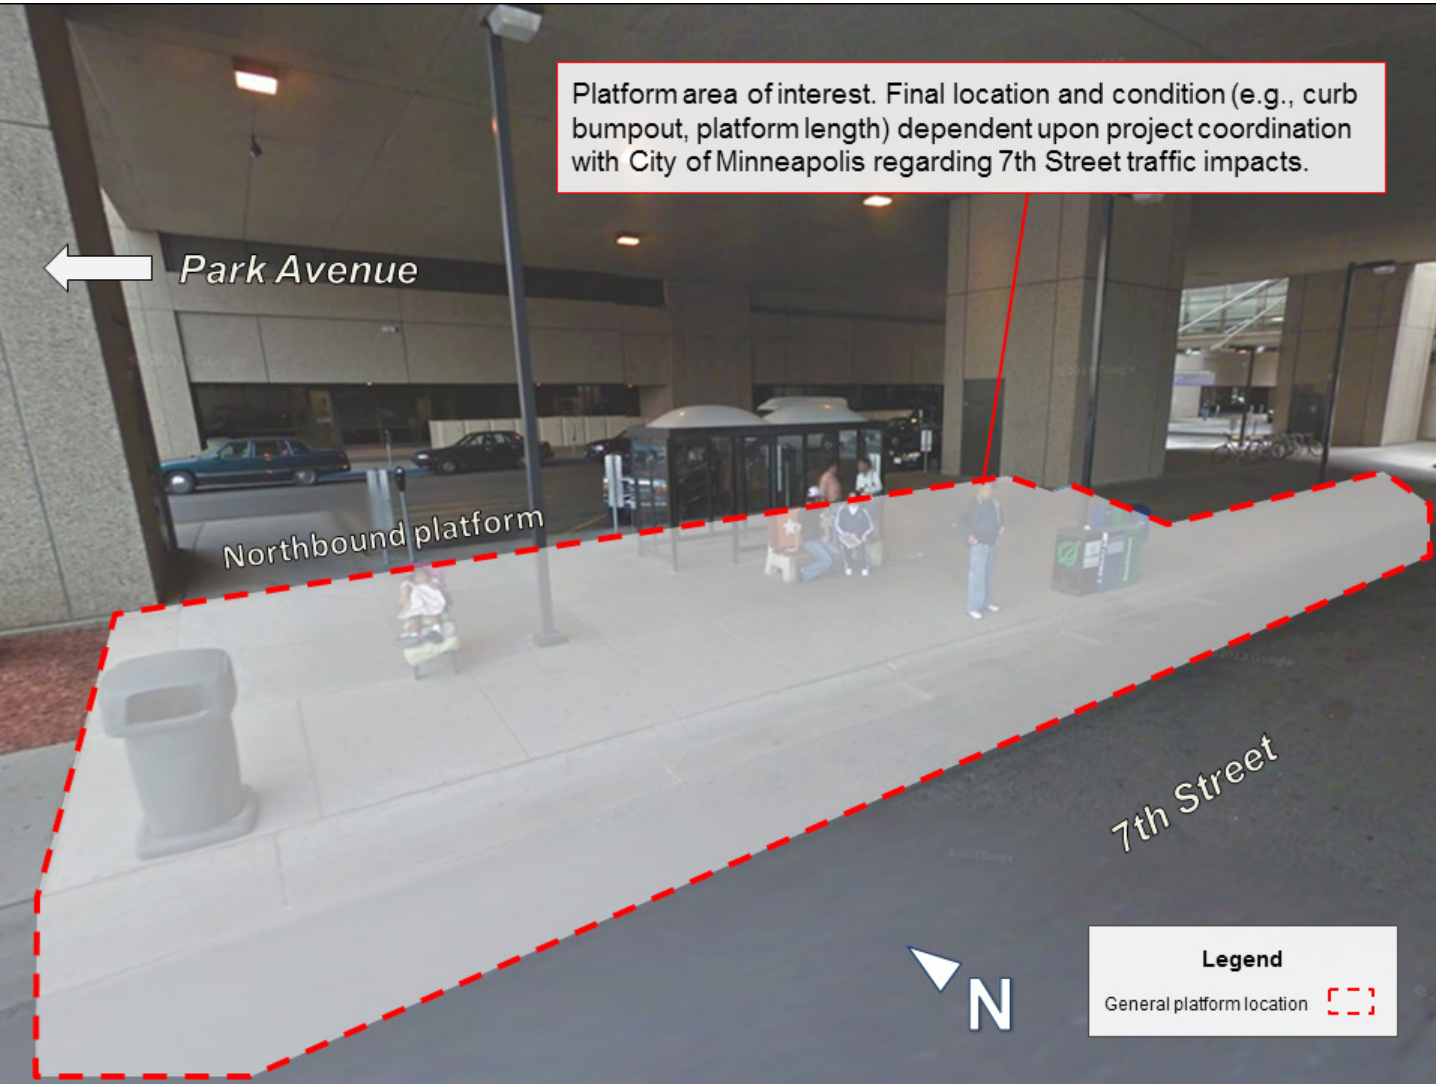 Platform area of interest. Final location and condition (e.g., curb
bumpout, platform length) dependent upon project coordination
with City of Minneapolis regarding 7th Street traffic impacts.
Park Avenue
Northbound platform
7th Street
N
Legend
General platform location